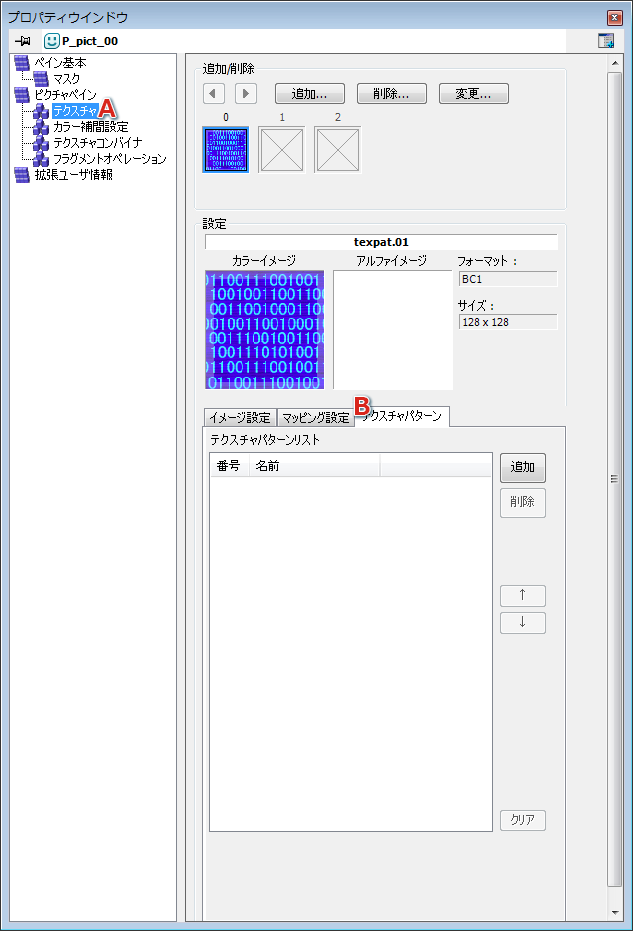 プロパティウインドウ
P_pict_00
ペイン基本
マスク
ピクチャペイン
テクスチャ A
カラー補間設定
テクスチャコンバイナ
フラグメントオペレーション
拡張ユーザ情報
追加/削除
追加... 削除... 変更...
0 1 2
設定
texpat.01
カラーイメージ アルファイメージ フォーマット：
BC1
サイズ：
128 x 128
01100111001001
100100110011
001100100010
01001001100
001110010011
10011101010
110011100100
011001110010
イメージ設定 マッピング設定 B テクスチャパターン
テクスチャパターンリスト
番号 名前
追加
削除
↑
↓
クリア